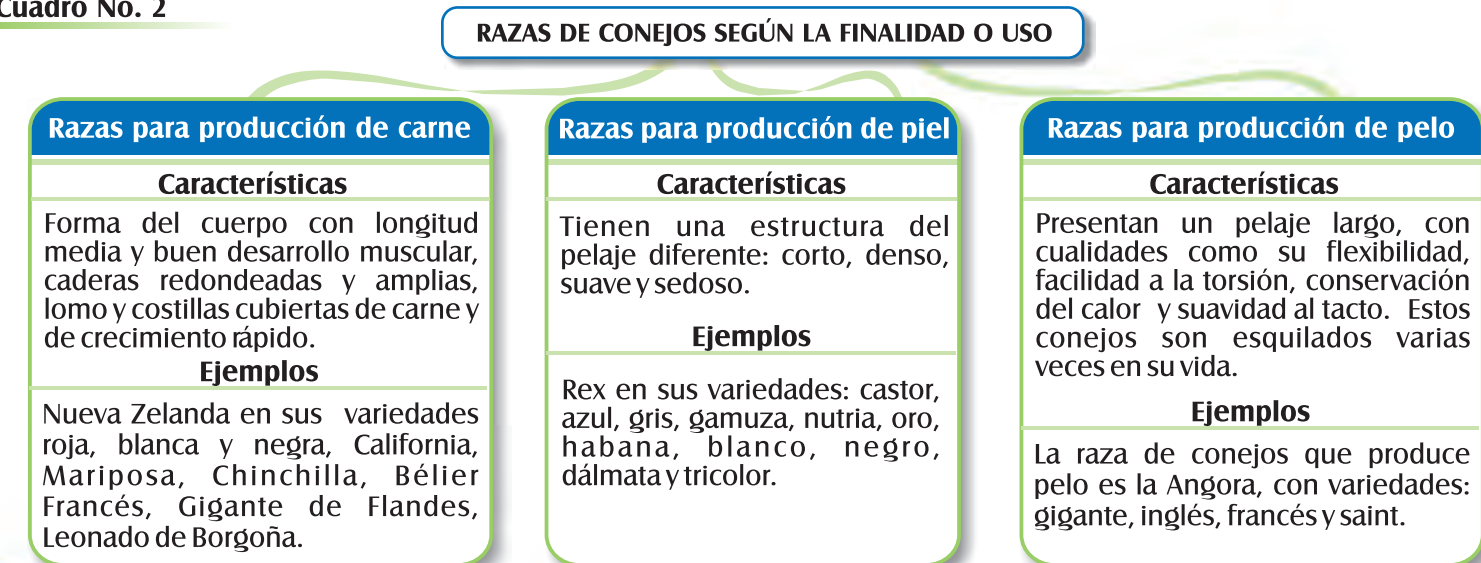 Cuadro No. 2
RAZAS DE CONEJOS SEGÚN LA FINALIDAD O USO
Razas para producción de carne
Características
Forma del cuerpo con longitud
media y buen desarrollo muscular,
caderas redondeadas y amplias,
lomo y costillas cubiertas de carne y
de crecimiento rápido.
Ejemplos
Nueva Zelanda en sus variedades
roja, blanca y negra, California,
Mariposa, Chinchilla, Bélier
Francés, Gigante de Flandes,
Leonado de Borgoña.
Razas para producción de piel
Características
Tienen una estructura del
pelaje diferente: corto, denso,
suave y sedoso.
Ejemplos
Rex en sus variedades: castor,
azul, gris, gamuza, nutria, oro,
habana, blanco, negro,
dálmata y tricolor.
Razas para producción de pelo
Características
Presentan un pelaje largo, con
cualidades como su flexibilidad,
facilidad a la torsión, conservación
del calor y suavidad al tacto. Estos
conejos son esquilados varias
veces en su vida.
Ejemplos
La raza de conejos que produce
pelo es la Angora, con variedades:
gigante, inglés, francés y saint.